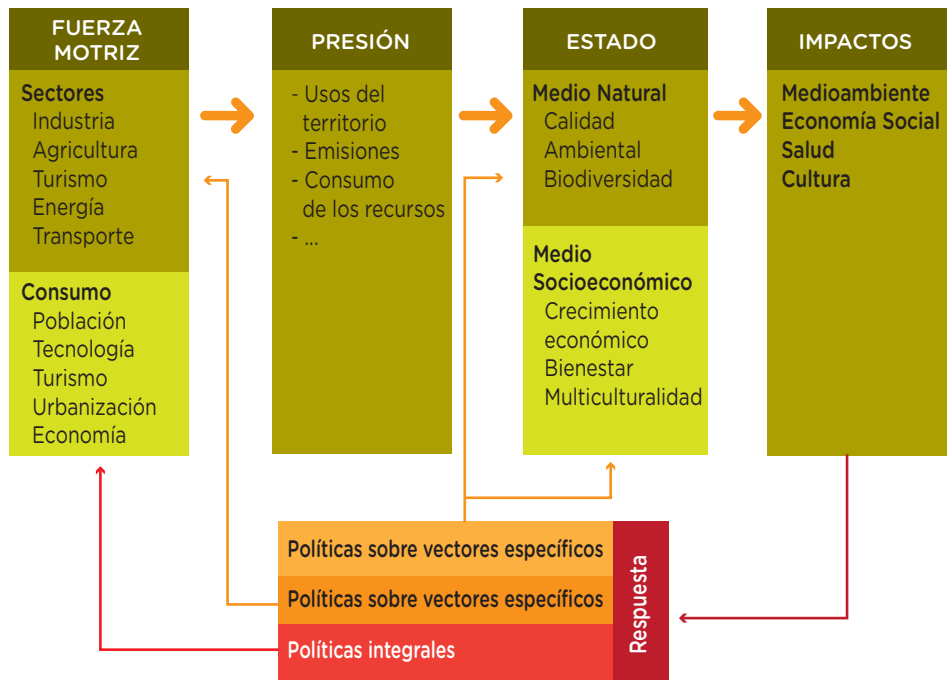 FUERZA
MOTRIZ
Sectores
Industria
Agricultura
Turismo
Energía
Transporte
Consumo
Población
Tecnología
Turismo
Urbanización
Economía
PRESIÓN
- Usos del
territorio
- Emisiones
- Consumo
de los recursos
- ...
ESTADO
Medio Natural
Calidad
Ambiental
Biodiversidad
Medio
Socioeconómico
Crecimiento
económico
Bienestar
Multiculturalidad
IMPACTOS
Medioambiente
Economía Social
Salud
Cultura
Políticas sobre vectores específicos
Políticas sobre vectores específicos
Políticas integrales
Respuesta